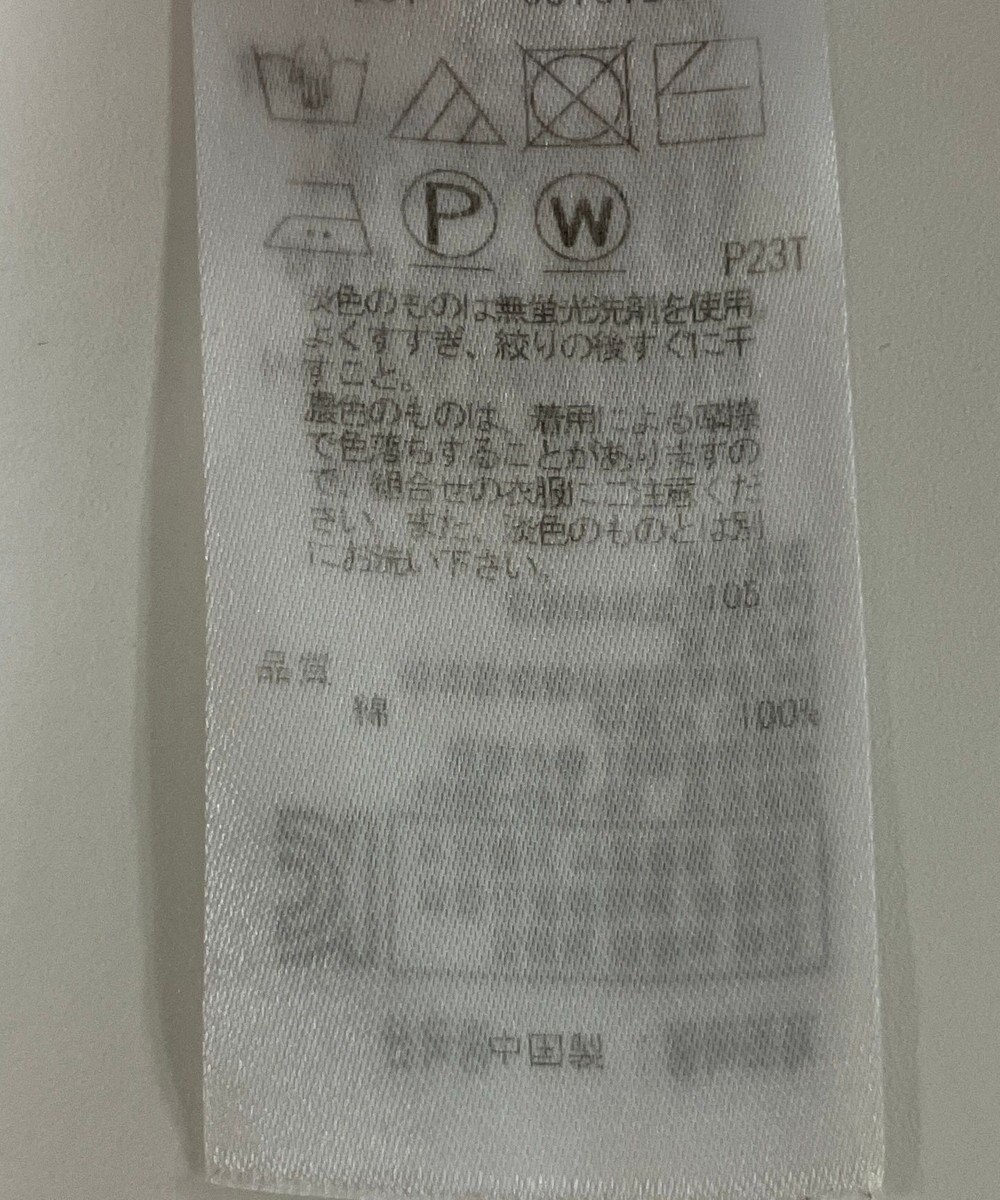 P
W
P23T
淡色のものは無蛍光洗剤を使用
よくすすぎ、絞りの後すぐに干
すこと。
濃色のものは、着用による摩擦
で色落ちすることがありますの
で、組合せの衣服にご注意くだ
さい。また、淡色のものとは別
にお洗い下さい。
106
品質
綿 100%
中国製